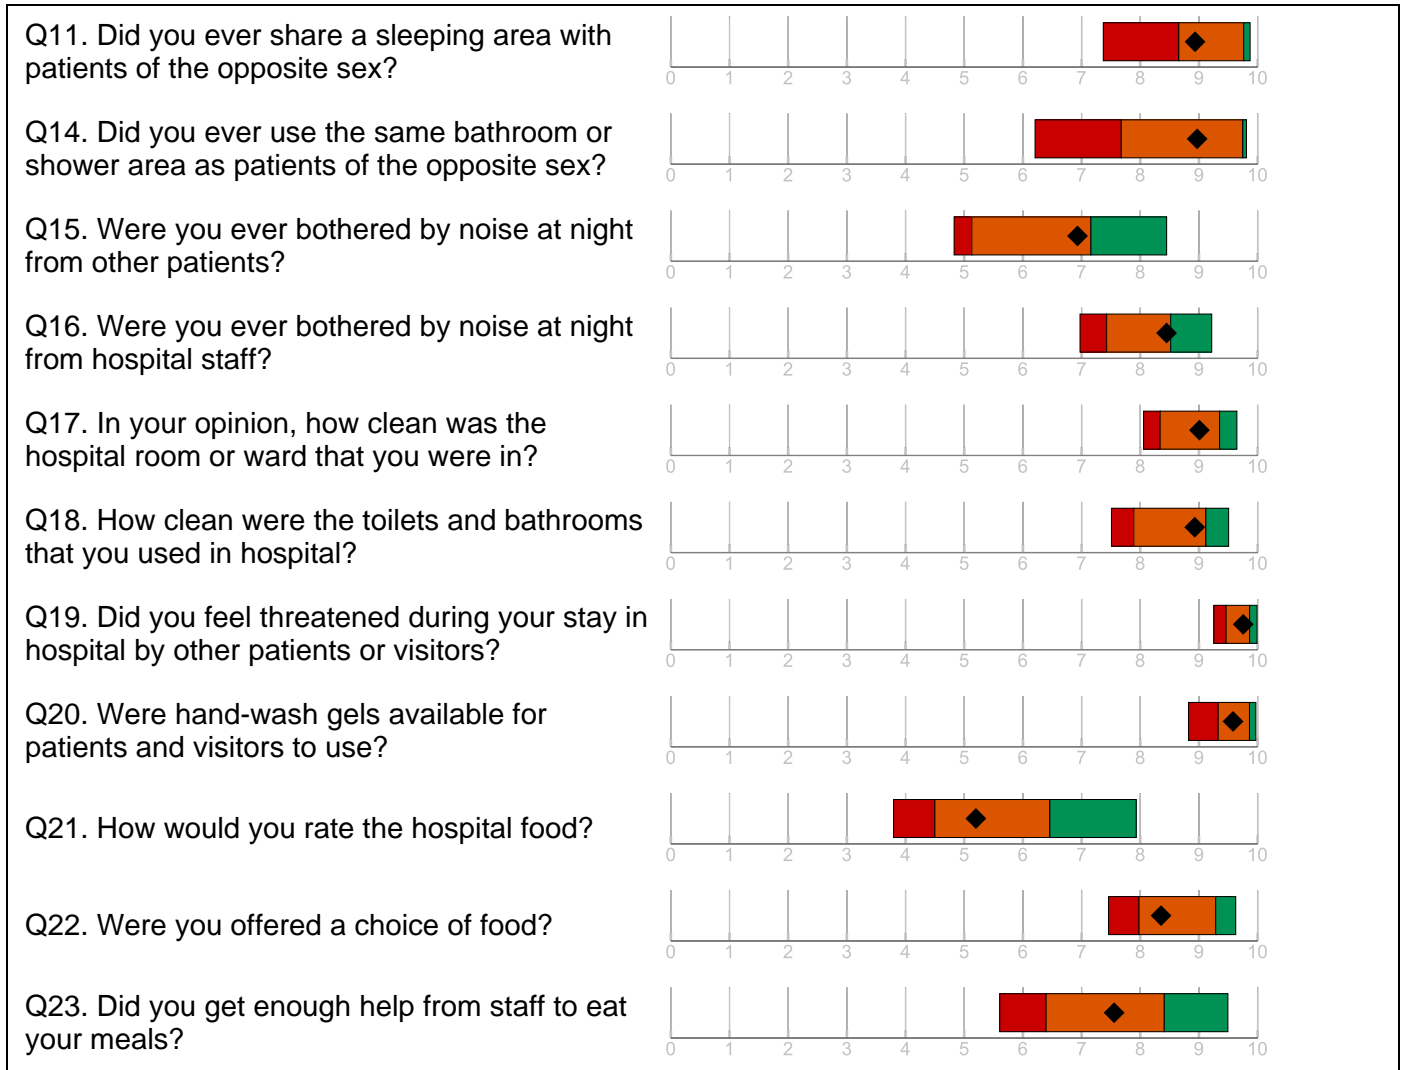 Q11. Did you ever share a sleeping area with
patients of the opposite sex?
0 1 2 3 4 5 6 7 8 9 10
Q14. Did you ever use the same bathroom or
shower area as patients of the opposite sex?
0 1 2 3 4 5 6 7 8 9 10
Q15. Were you ever bothered by noise at night
from other patients?
0 1 2 3 4 5 6 7 8 9 10
Q16. Were you ever bothered by noise at night
from hospital staff?
0 1 2 3 4 5 6 7 8 9 10
Q17. In your opinion, how clean was the
hospital room or ward that you were in?
0 1 2 3 4 5 6 7 8 9 10
Q18. How clean were the toilets and bathrooms
that you used in hospital?
0 1 2 3 4 5 6 7 8 9 10
Q19. Did you feel threatened during your stay in
hospital by other patients or visitors?
0 1 2 3 4 5 6 7 8 9 10
Q20. Were hand-wash gels available for
patients and visitors to use?
0 1 2 3 4 5 6 7 8 9 10
Q21. How would you rate the hospital food?
0 1 2 3 4 5 6 7 8 9 10
Q22. Were you offered a choice of food?
0 1 2 3 4 5 6 7 8 9 10
Q23. Did you get enough help from staff to eat
your meals?
0 1 2 3 4 5 6 7 8 9 10